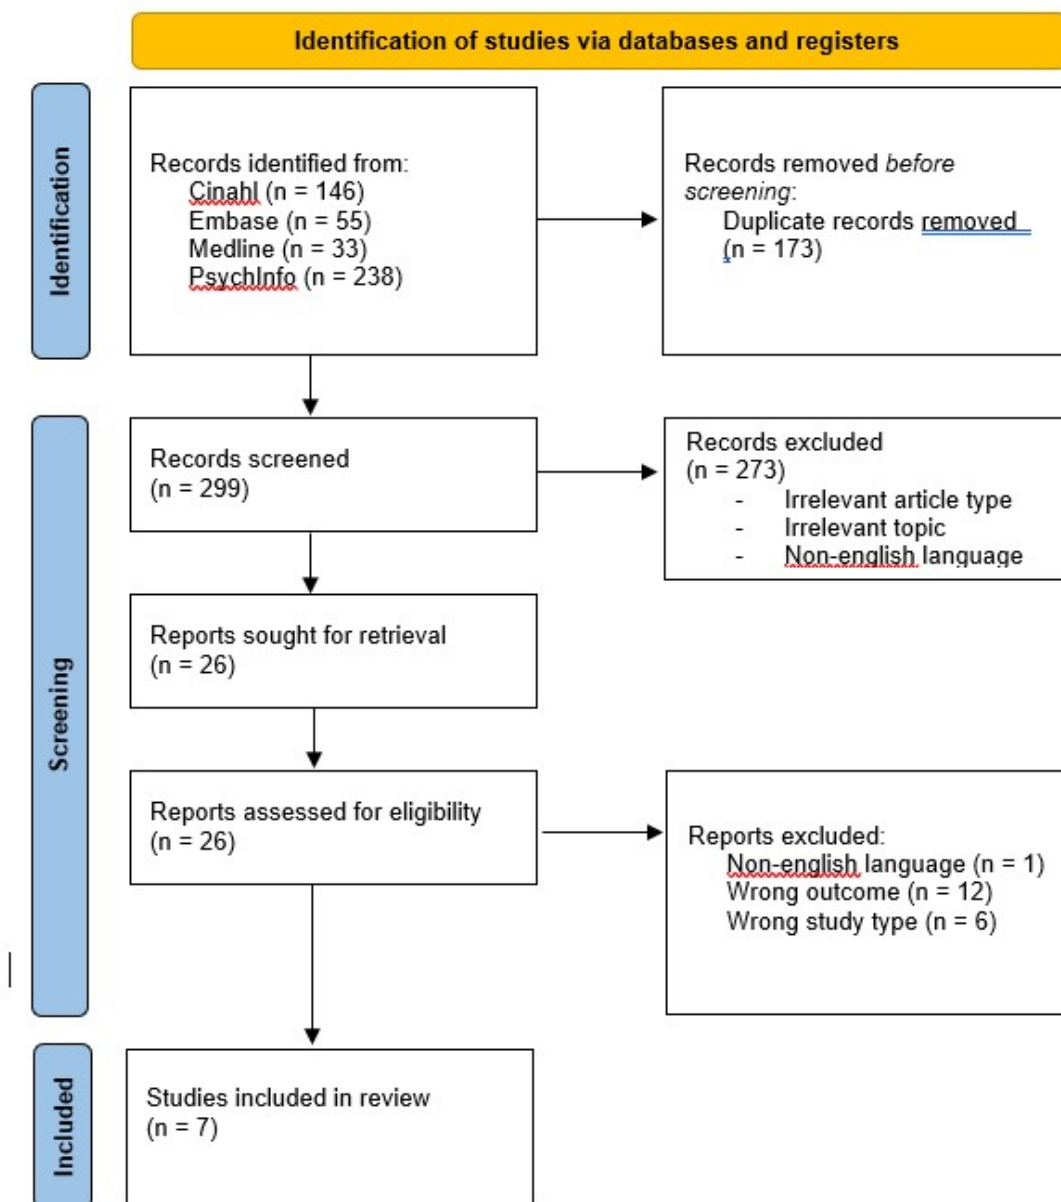 Identification of studies via databases and registers
Identification
Records identified from:
Cinahl (n = 146)
Embase (n = 55)
Medline (n = 33)
PsychInfo (n = 238)
Records removed before
screening:
Duplicate records removed
(n = 173)
Screening
Records screened
(n = 299)
Records excluded
(n = 273)
- Irrelevant article type
- Irrelevant topic
- Non-english language
Reports sought for retrieval
(n = 26)
Reports assessed for eligibility
(n = 26)
Reports excluded:
Non-english language (n = 1)
Wrong outcome (n = 12)
Wrong study type (n = 6)
Included
Studies included in review
(n = 7)